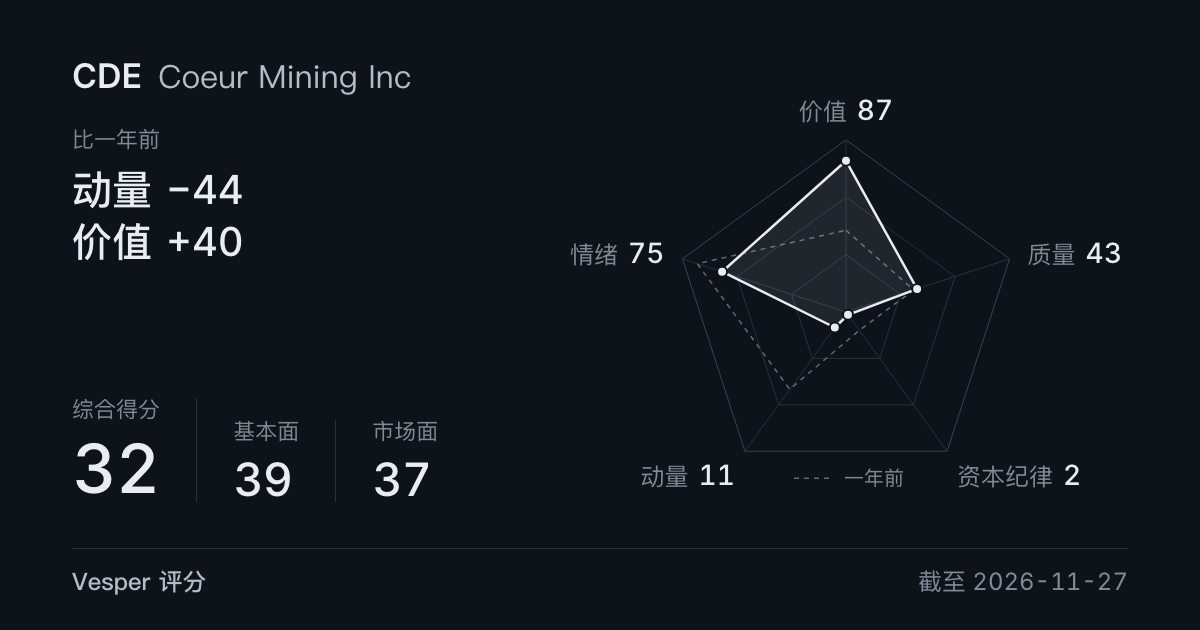 CDE Coeur Mining Inc
比一年前
动量 −44
价值 +40
综合得分
32
基本面
39
市场面
37
价值 87
情绪 75
质量 43
动量 11
一年前
资本纪律 2
Vesper 评分
截至 2026-11-27